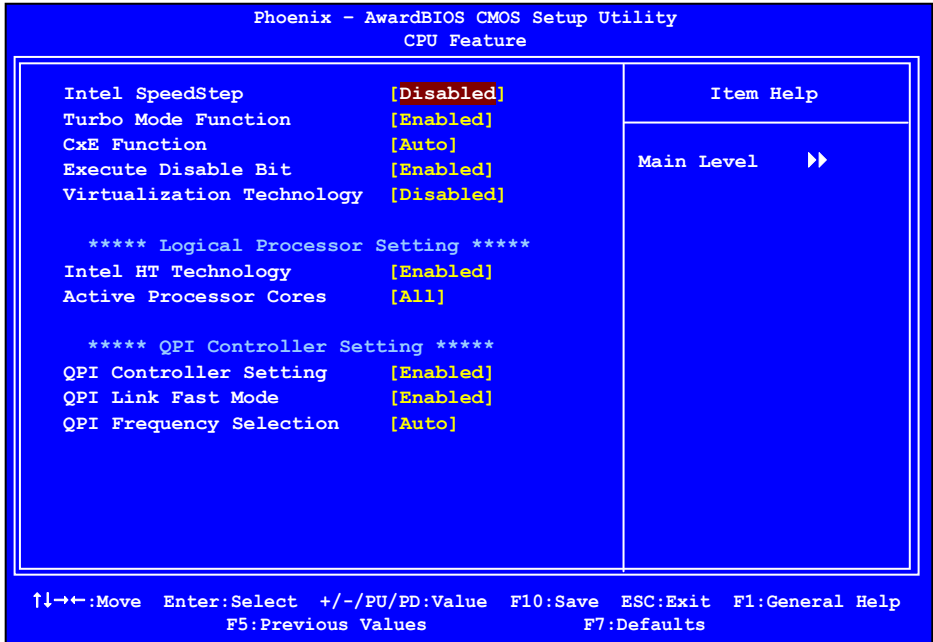 Phoenix – AwardBIOS CMOS Setup Utility
CPU Feature
Intel SpeedStep [Disabled]
Turbo Mode Function [Enabled]
CxE Function [Auto]
Execute Disable Bit [Enabled]
Virtualization Technology [Disabled]
***** Logical Processor Setting *****
Intel HT Technology [Enabled]
Active Processor Cores [All]
***** QPI Controller Setting *****
QPI Controller Setting [Enabled]
QPI Link Fast Mode [Enabled]
QPI Frequency Selection [Auto]
Item Help
Main Level
↑↓→←:Move Enter:Select +/-/PU/PD:Value F10:Save ESC:Exit F1:General Help
F5:Previous Values F7:Defaults